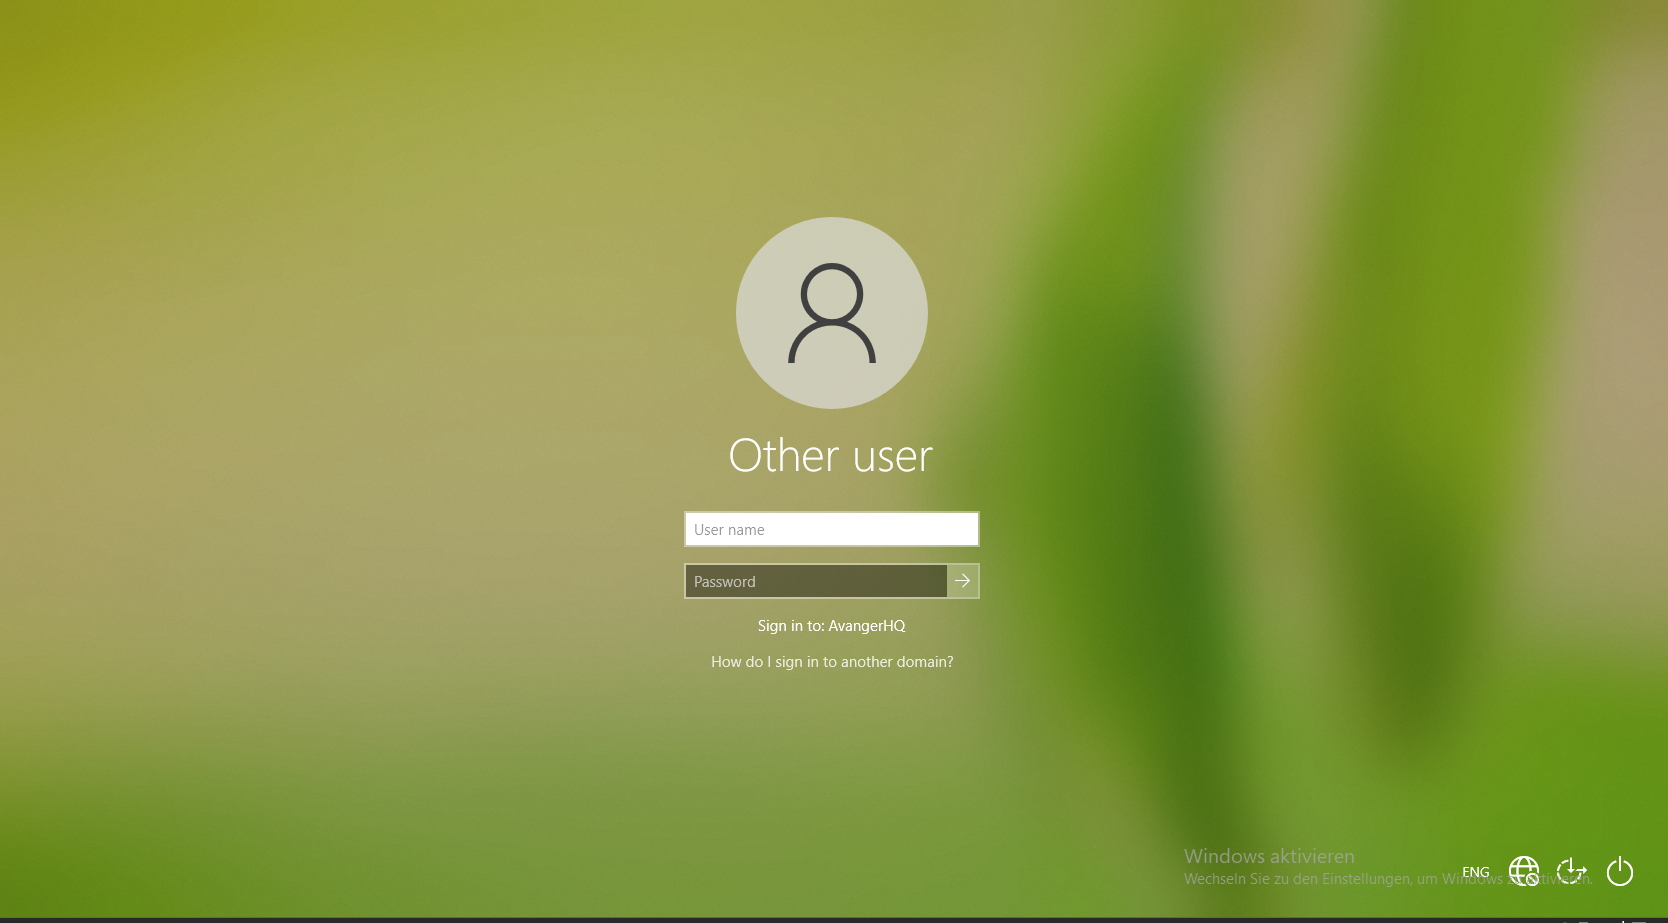 Other user
User name
Password
Sign in to: AvangerHQ
How do I sign in to another domain?
Windows aktivieren
Wechseln Sie zu den Einstellungen, um Windows zu aktivieren.
ENG